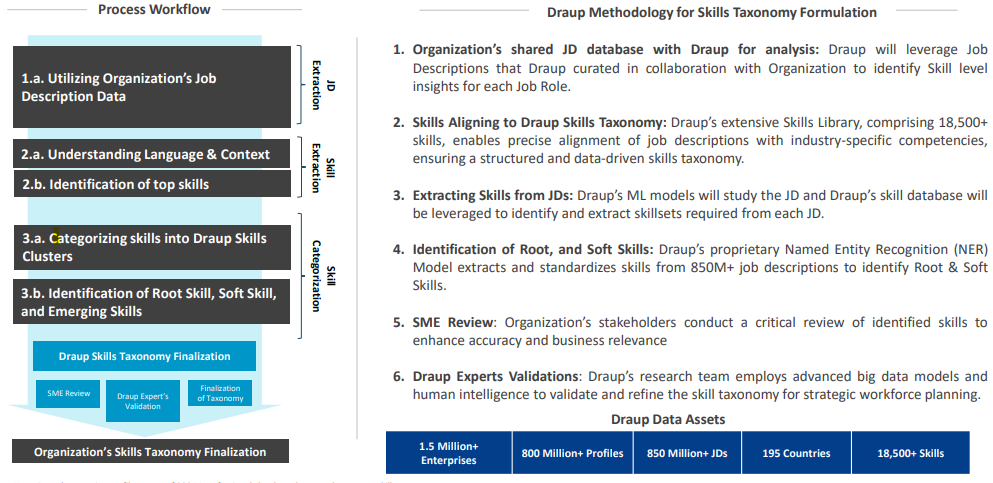 Process Workflow
1.a. Utilizing Organization's Job
Description Data
JD
Extraction
2.a. Understanding Language & Context
2.b. Identification of top skills
Skill
Extraction
3.a. Categorizing skills into Draup Skills
Clusters
3.b. Identification of Root Skill, Soft Skill,
and Emerging Skills
Skill
Categorization
Draup Skills Taxonomy Finalization
SME Review
Draup Expert's
Validation
Finalization
of Taxonomy
Organization's Skills Taxonomy Finalization
Draup Methodology for Skills Taxonomy Formulation
1. Organization's shared JD database with Draup for analysis: Draup will leverage Job
Descriptions that Draup curated in collaboration with Organization to identify Skill level
insights for each Job Role.
2. Skills Aligning to Draup Skills Taxonomy: Draup's extensive Skills Library, comprising 18,500+
skills, enables precise alignment of job descriptions with industry-specific competencies,
ensuring a structured and data-driven skills taxonomy.
3. Extracting Skills from JDs: Draup's ML models will study the JD and Draup's skill database will
be leveraged to identify and extract skillsets required from each JD.
4. Identification of Root, and Soft Skills: Draup's proprietary Named Entity Recognition (NER)
Model extracts and standardizes skills from 850M+ job descriptions to identify Root & Soft
Skills.
5. SME Review: Organization's stakeholders conduct a critical review of identified skills to
enhance accuracy and business relevance
6. Draup Experts Validations: Draup's research team employs advanced big data models and
human intelligence to validate and refine the skill taxonomy for strategic workforce planning.
Draup Data Assets
1.5 Million+
Enterprises
800 Million+ Profiles
850 Million+ JDs
195 Countries
18,500+ Skills